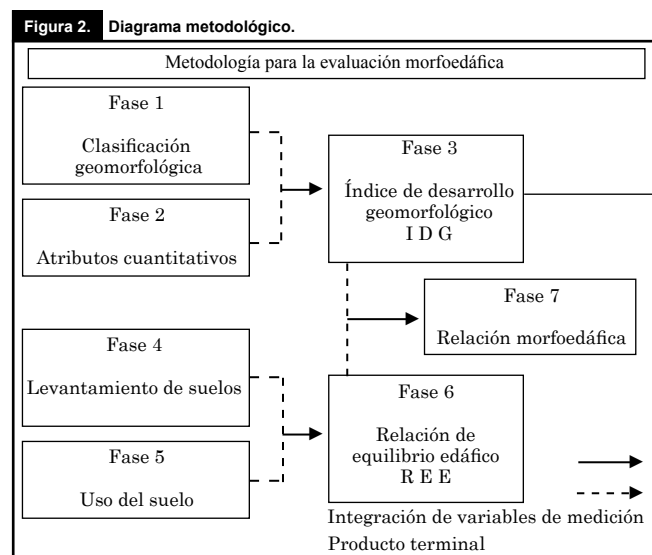 Figura 2. Diagrama metodológico.
Metodología para la evaluación morfoedáfica
Fase 1
Clasificación
geomorfológica
Fase 2
Atributos cuantitativos
Fase 3
Índice de desarrollo
geomorfológico
I D G
Fase 7
Relación morfoedáfica
Fase 4
Levantamiento de suelos
Fase 5
Uso del suelo
Fase 6
Relación de
equilibrio edáfico
R E E
Integración de variables de medición
Producto terminal